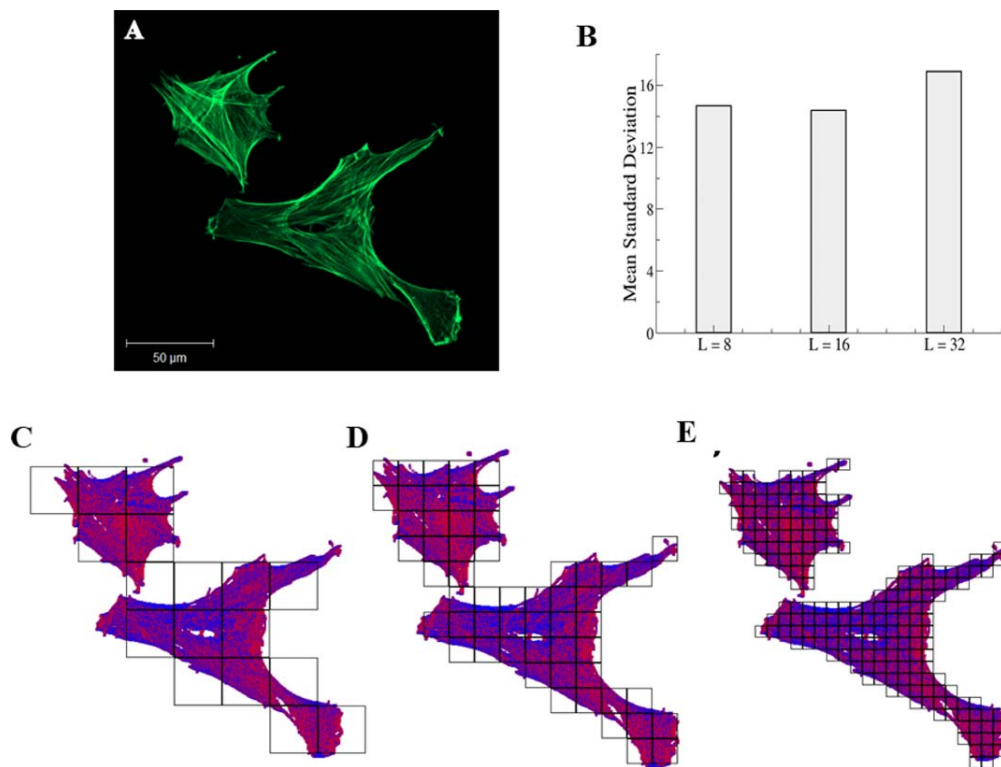 A
50 µm
B
Mean Standard Deviation
16
12
8
4
0
L = 8
L = 16
L = 32
C
D
E